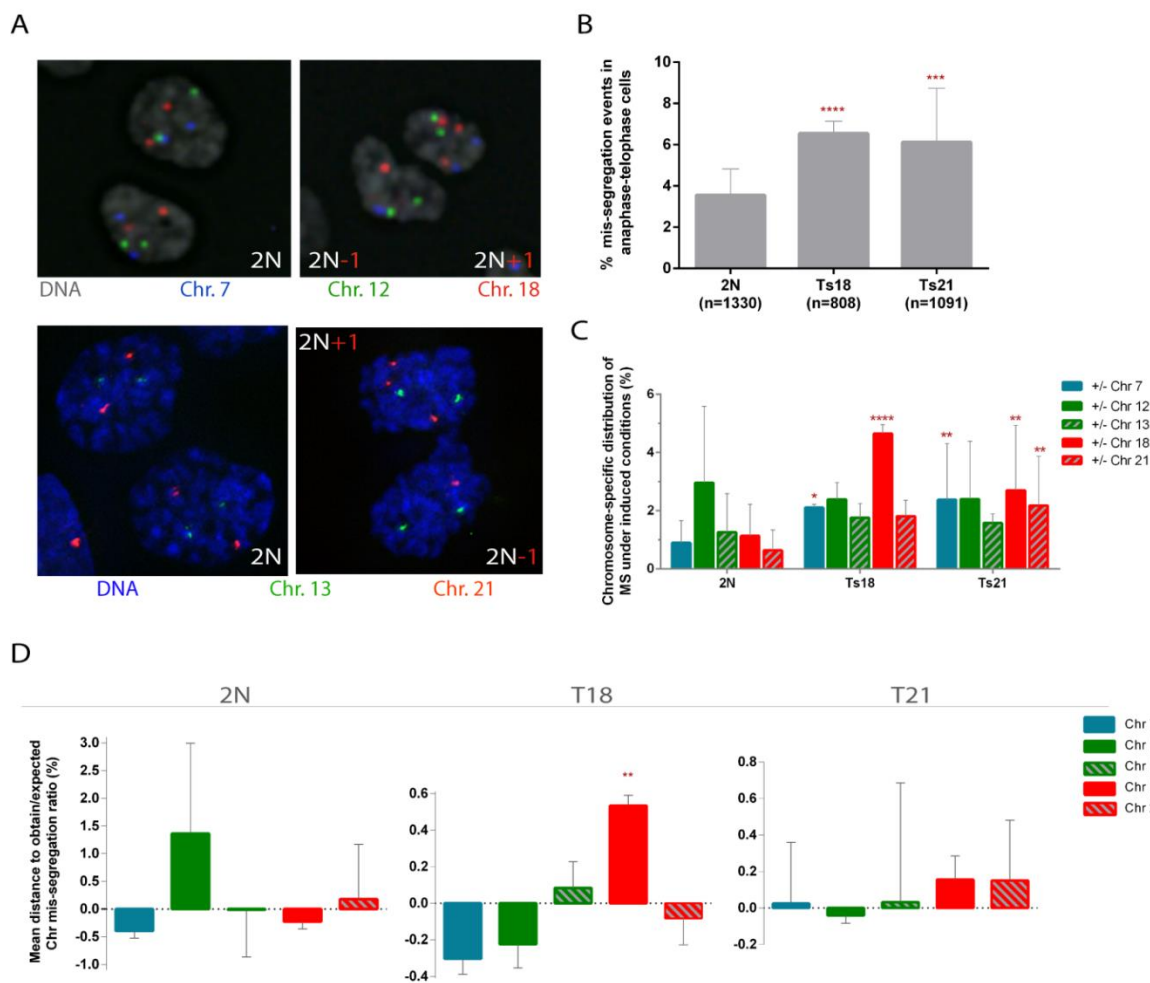 A
2N
2N-1
2N+1
DNA
Chr. 7
Chr. 12
Chr. 18
2N
2N+1
2N-1
DNA
Chr. 13
Chr. 21
B
% mis-segregation events in
anaphase-telophase cells
10
8
6
4
2
0
****
***
2N
(n=1330)
Ts18
(n=808)
Ts21
(n=1091)
C
Chromosome-specific distribution of
MS under induced conditions (%)
6
4
2
0
*
****
**
**
**
2N
Ts18
Ts21
+/- Chr 7
+/- Chr 12
+/- Chr 13
+/- Chr 18
+/- Chr 21
D
2N
T18
T21
Mean distance to obtain/expected
Chr mis-segregation ratio (%)
3.0
2.5
2.0
1.5
1.0
0.5
0.0
-0.5
-1.0
0.6
0.4
0.2
0.0
-0.2
-0.4
**
0.8
0.6
0.4
0.2
0.0
-0.2
Chr
Chr
Chr
Chr
Chr